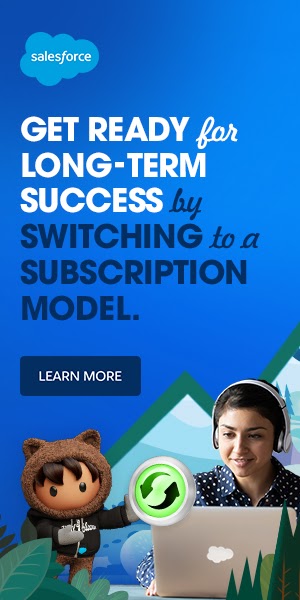 salesforce
GET READY for
LONG-TERM
SUCCESS by
SWITCHING to a
SUBSCRIPTION
MODEL.
LEARN MORE